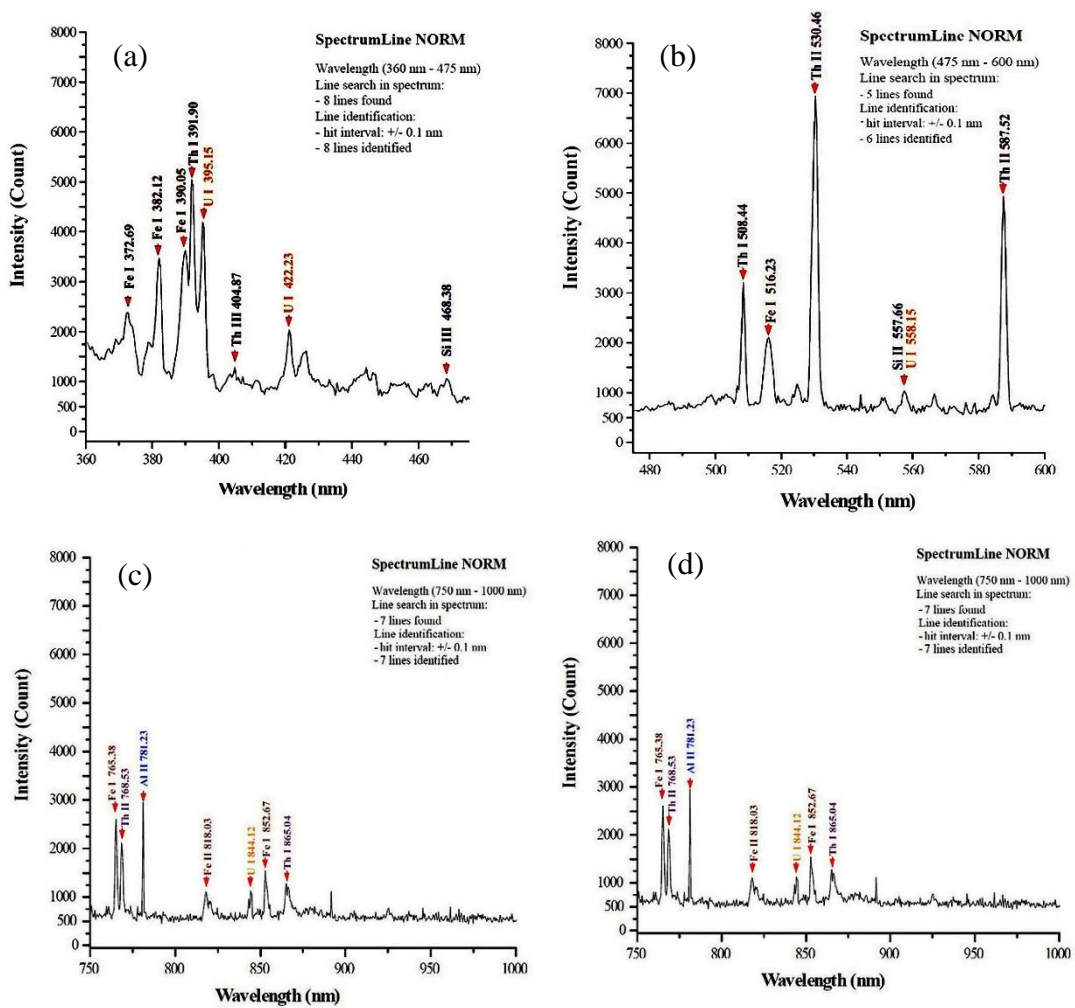 (a)
SpectrumLine NORM
Wavelength (360 nm - 475 nm)
Line search in spectrum:
- 8 lines found
Line identification:
- hit interval: +/- 0.1 nm
- 8 lines identified
Intensity (Count)
8000
7000
6000
5000
4000
3000
2000
1000
500
0
Fe I 372.69
Fe I 382.12
Fe I 390.05
Th I 391.90
U I 395.15
Th III 404.87
U I 422.23
Si III 468.38
360
380
400
420
440
460
Wavelength (nm)
(b)
SpectrumLine NORM
Wavelength (475 nm - 600 nm)
Line search in spectrum:
- 5 lines found
Line identification:
- hit interval: +/- 0.1 nm
- 6 lines identified
Intensity (Count)
8000
7000
6000
5000
4000
3000
2000
1000
500
0
Th I 508.44
Fe I 516.23
Th II 530.46
Si II 557.66
U I 558.15
Th II 587.52
480
500
520
540
560
580
600
Wavelength (nm)
(c)
SpectrumLine NORM
Wavelength (750 nm - 1000 nm)
Line search in spectrum:
- 7 lines found
Line identification:
- hit interval: +/- 0.1 nm
- 7 lines identified
Intensity (Count)
8000
7000
6000
5000
4000
3000
2000
1000
500
0
Fe I 765.38
Th II 768.53
Al II 781.23
Fe II 818.03
U I 844.12
Fe I 852.67
Th I 865.04
750
800
850
900
950
1000
Wavelength (nm)
(d)
SpectrumLine NORM
Wavelength (750 nm - 1000 nm)
Line search in spectrum:
- 7 lines found
Line identification:
- hit interval: +/- 0.1 nm
- 7 lines identified
Intensity (Count)
8000
7000
6000
5000
4000
3000
2000
1000
500
0
Fe I 765.38
Th II 768.53
Al II 781.23
Fe II 818.03
U I 844.12
Fe I 852.67
Th I 865.04
750
800
850
900
950
1000
Wavelength (nm)